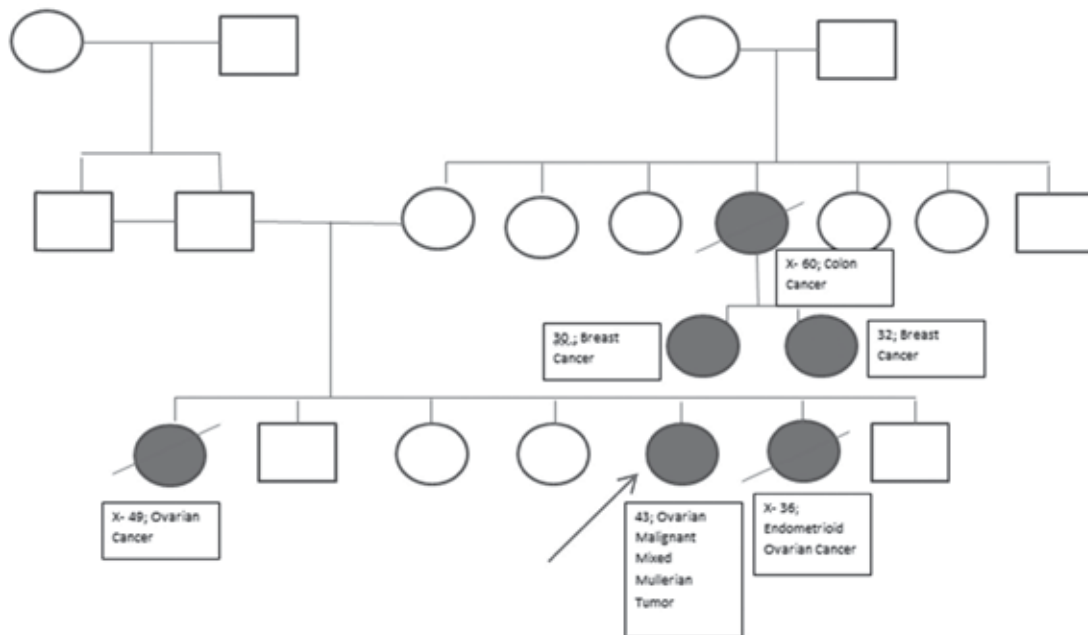 X- 60; Colon
Cancer
30 ; Breast
Cancer
32; Breast
Cancer
X- 49; Ovarian
Cancer
43; Ovarian
Malignant
Mixed
Mullerian
Tumor
X- 36;
Endometrioid
Ovarian Cancer